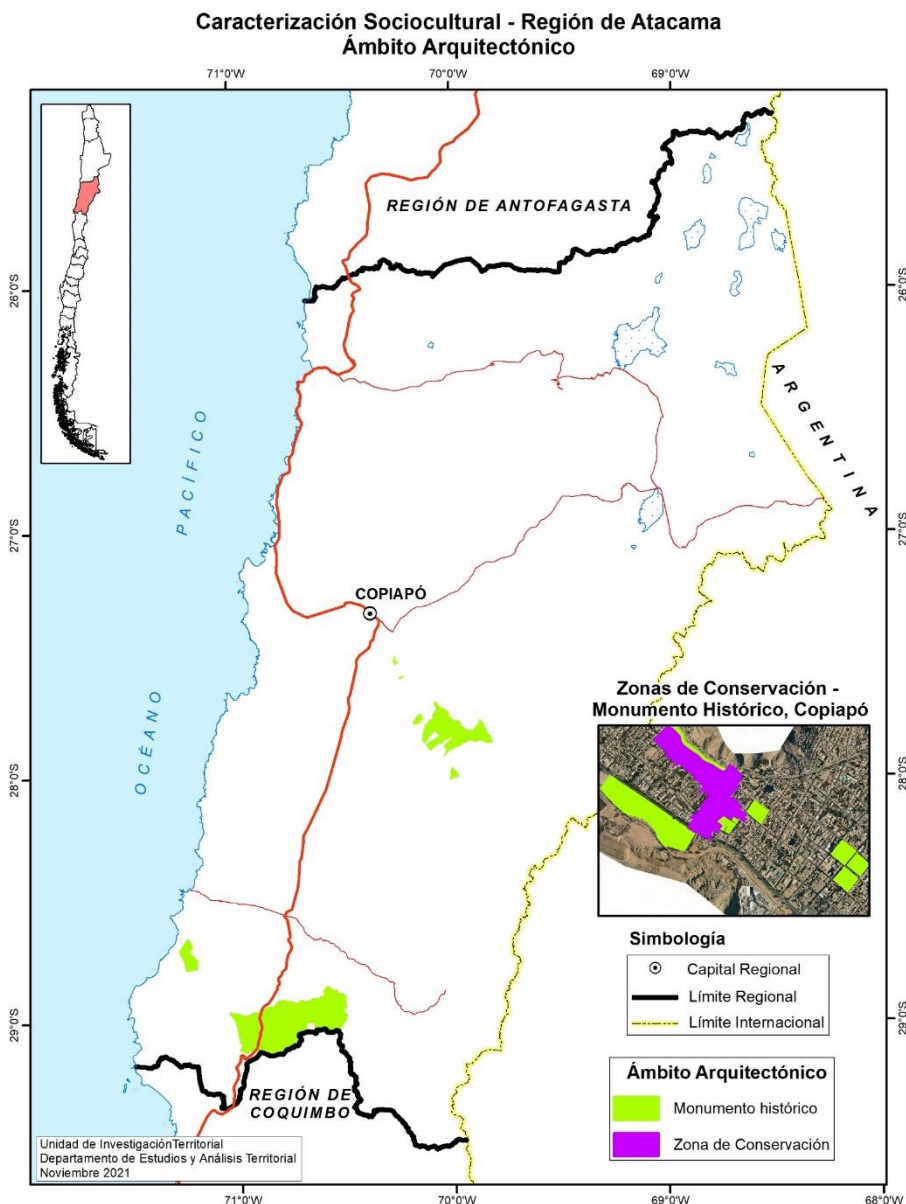 Caracterización Sociocultural - Región de Atacama
Ámbito Arquitectónico
71°0'W
70°0'W
69°0'W
REGIÓN DE ANTOFAGASTA
26°0'S
26°0'S
ARGENTINA
PACÍFICO
27°0'S
27°0'S
COPIAPÓ
Zonas de Conservación -
Monumento Histórico, Copiapó
OCÉANO
28°0'S
28°0'S
Simbología
Capital Regional
Límite Regional
Límite Internacional
29°0'S
29°0'S
REGIÓN DE
COQUIMBO
Ámbito Arquitectónico
Monumento histórico
Zona de Conservación
Unidad de InvestigaciónTerritorial
Departamento de Estudios y Análisis Territorial
Noviembre 2021
71°0'W
70°0'W
69°0'W
68°0'W